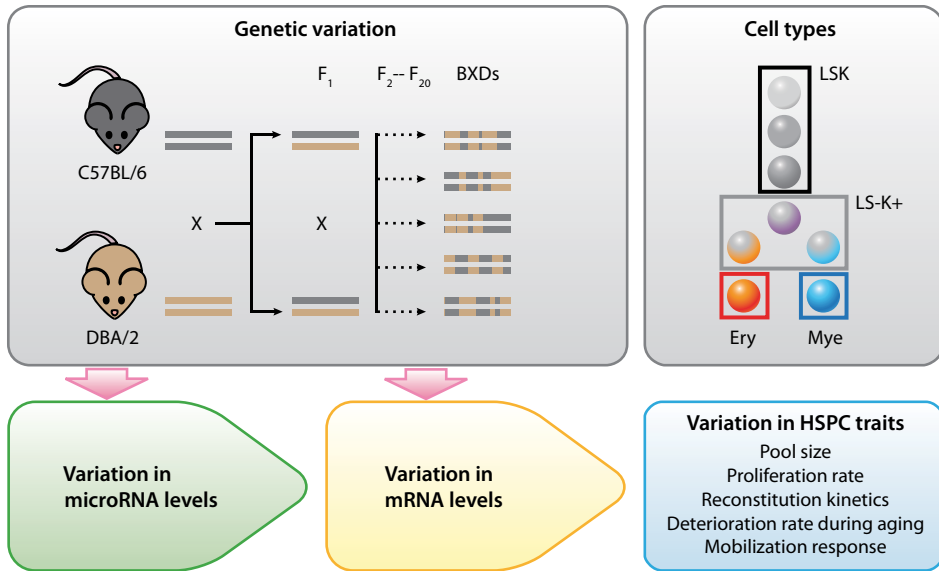 Genetic variation
F1 F2-- F20 BXDs
C57BL/6
X X
DBA/2
Cell types
LSK
LS-K+
Ery Mye
Variation in
microRNA levels
Variation in
mRNA levels
Variation in HSPC traits
Pool size
Proliferation rate
Reconstitution kinetics
Deterioration rate during aging
Mobilization response